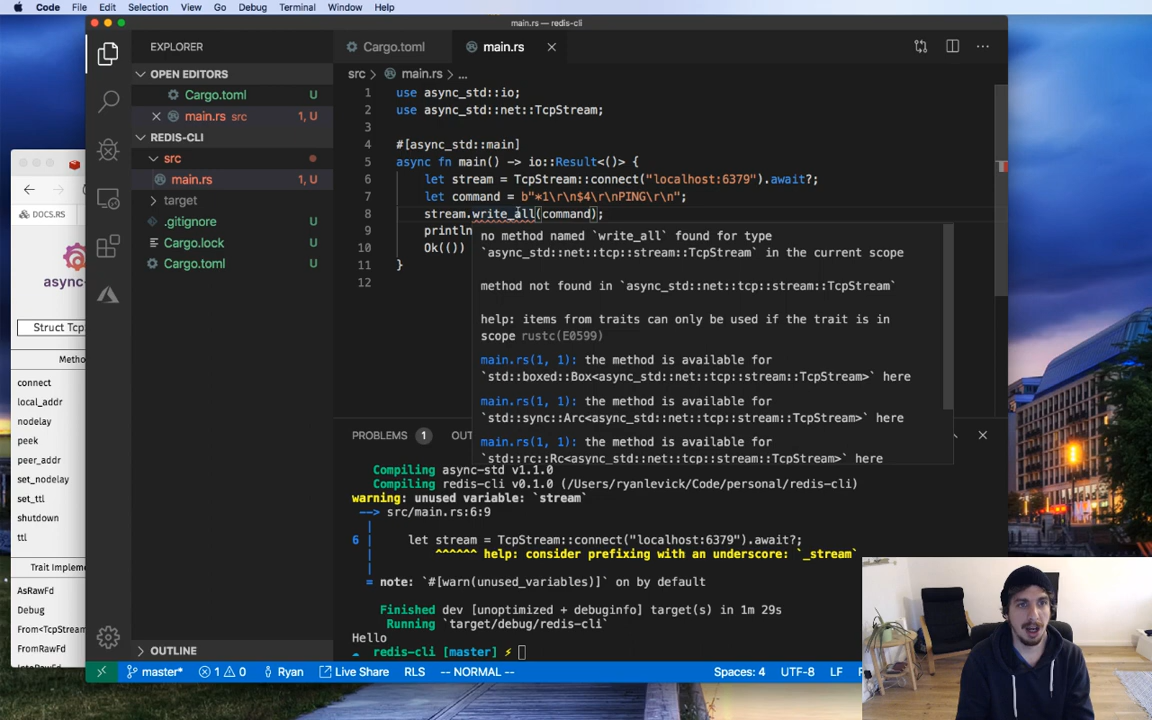 Code File Edit Selection View Go Debug Terminal Window Help
main.rs — redis-cli
EXPLORER
Cargo.toml
main.rs
OPEN EDITORS
Cargo.toml U
main.rs src 1, U
REDIS-CLI
src
main.rs 1, U
target
.gitignore U
Cargo.lock U
Cargo.toml U
OUTLINE
src > main.rs > ...
1 use async_std::io;
2 use async_std::net::TcpStream;
3
4 #[async_std::main]
5 async fn main() -> io::Result<()> {
6 let stream = TcpStream::connect("localhost:6379").await?;
7 let command = b"*1\r\n$4\r\nPING\r\n";
8 stream.write_all(command);
9 println
10 Ok(())
11 }
12
no method named `write_all` found for type
`async_std::net::tcp::stream::TcpStream` in the current scope
method not found in `async_std::net::tcp::stream::TcpStream`
help: items from traits can only be used if the trait is in
scope rustc(E0599)
main.rs(1, 1): the method is available for
`std::boxed::Box<async_std::net::tcp::stream::TcpStream>` here
main.rs(1, 1): the method is available for
`std::sync::Arc<async_std::net::tcp::stream::TcpStream>` here
main.rs(1, 1): the method is available for
`std::rc::Rc<async_std::net::tcp::stream::TcpStream>` here
PROBLEMS 1 OUT
Compiling async-std v1.1.0
Compiling redis-cli v0.1.0 (/Users/ryanlevick/Code/personal/redis-cli)
warning: unused variable: `stream`
--> src/main.rs:6:9
|
6 | let stream = TcpStream::connect("localhost:6379").await?;
| ^^^^^^ help: consider prefixing with an underscore: `_stream`
|
= note: `#[warn(unused_variables)]` on by default
Finished dev [unoptimized + debuginfo] target(s) in 1m 29s
Running `target/debug/redis-cli`
Hello
redis-cli [master] ⚡
master* 1 0 Ryan Live Share RLS -- NORMAL -- Spaces: 4 UTF-8 LF
DOCS.RS
async-
Struct Tcp
Metho
connect
local_addr
nodelay
peek
peer_addr
set_nodelay
set_ttl
shutdown
ttl
Trait Impleme
AsRawFd
Debug
From<TcpStream
FromRawFd